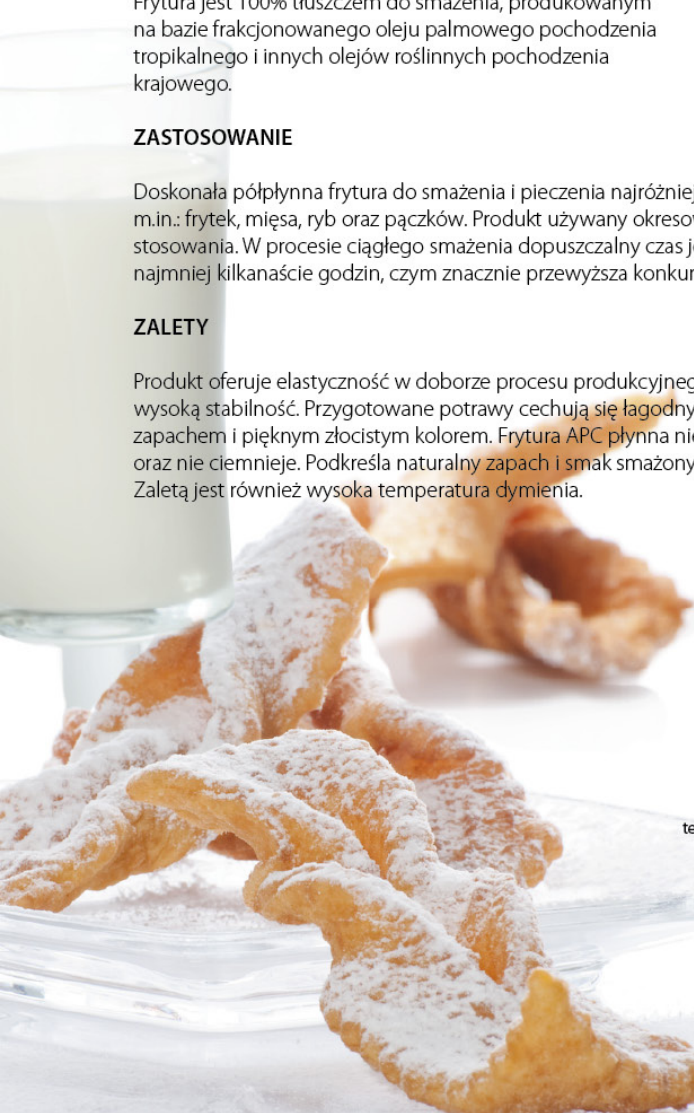 Frytura jest 100% tłuszczem do smażenia, produkowanym
na bazie frakcjonowanego oleju palmowego pochodzenia
tropikalnego i innych olejów roślinnych pochodzenia
krajowego.
ZASTOSOWANIE
Doskonała półpłynna frytura do smażenia i pieczenia
m.in.: frytek, mięsa, ryb oraz pączków. Produkt używany
stosowania. W procesie ciągłego smażenia dopuszczalny czas
najmniej kilkanaście godzin, czym znacznie przewyższa
ZALETY
Produkt oferuje elastyczność w doborze procesu
wysoką stabilność. Przygotowane potrawy cechują się
zapachem i pięknym złocistym kolorem. Frytura APC płynna
oraz nie ciemnieje. Podkreśla naturalny zapach i smak
Zaletą jest również wysoka temperatura dymienia.